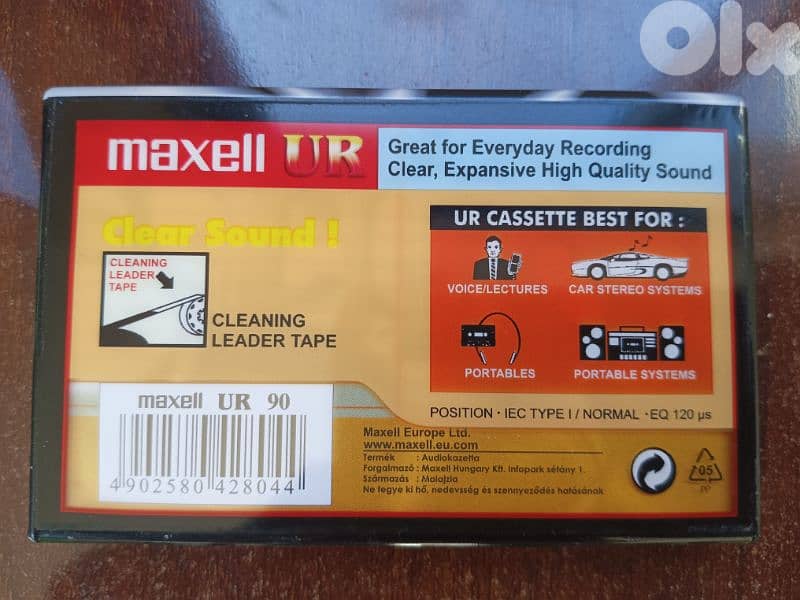 Olx
maxell UR
Great for Everyday Recording
Clear, Expansive High Quality Sound
Clear Sound !
CLEANING
LEADER
TAPE
CLEANING
LEADER TAPE
UR CASSETTE BEST FOR :
VOICE/LECTURES
CAR STEREO SYSTEMS
PORTABLES
PORTABLE SYSTEMS
POSITION · IEC TYPE I / NORMAL · EQ 120 µs
maxell UR 90
4 902580 428044
Maxell Europe Ltd.
www.maxell.eu.com
Termék : Audiokazetta
Forgalmazó : Maxell Hungary Kft. Infopark sétány 1.
Származás : Malajzia
Ne tegye ki hő, nedvesség és szennyeződés hatásának
05
PP